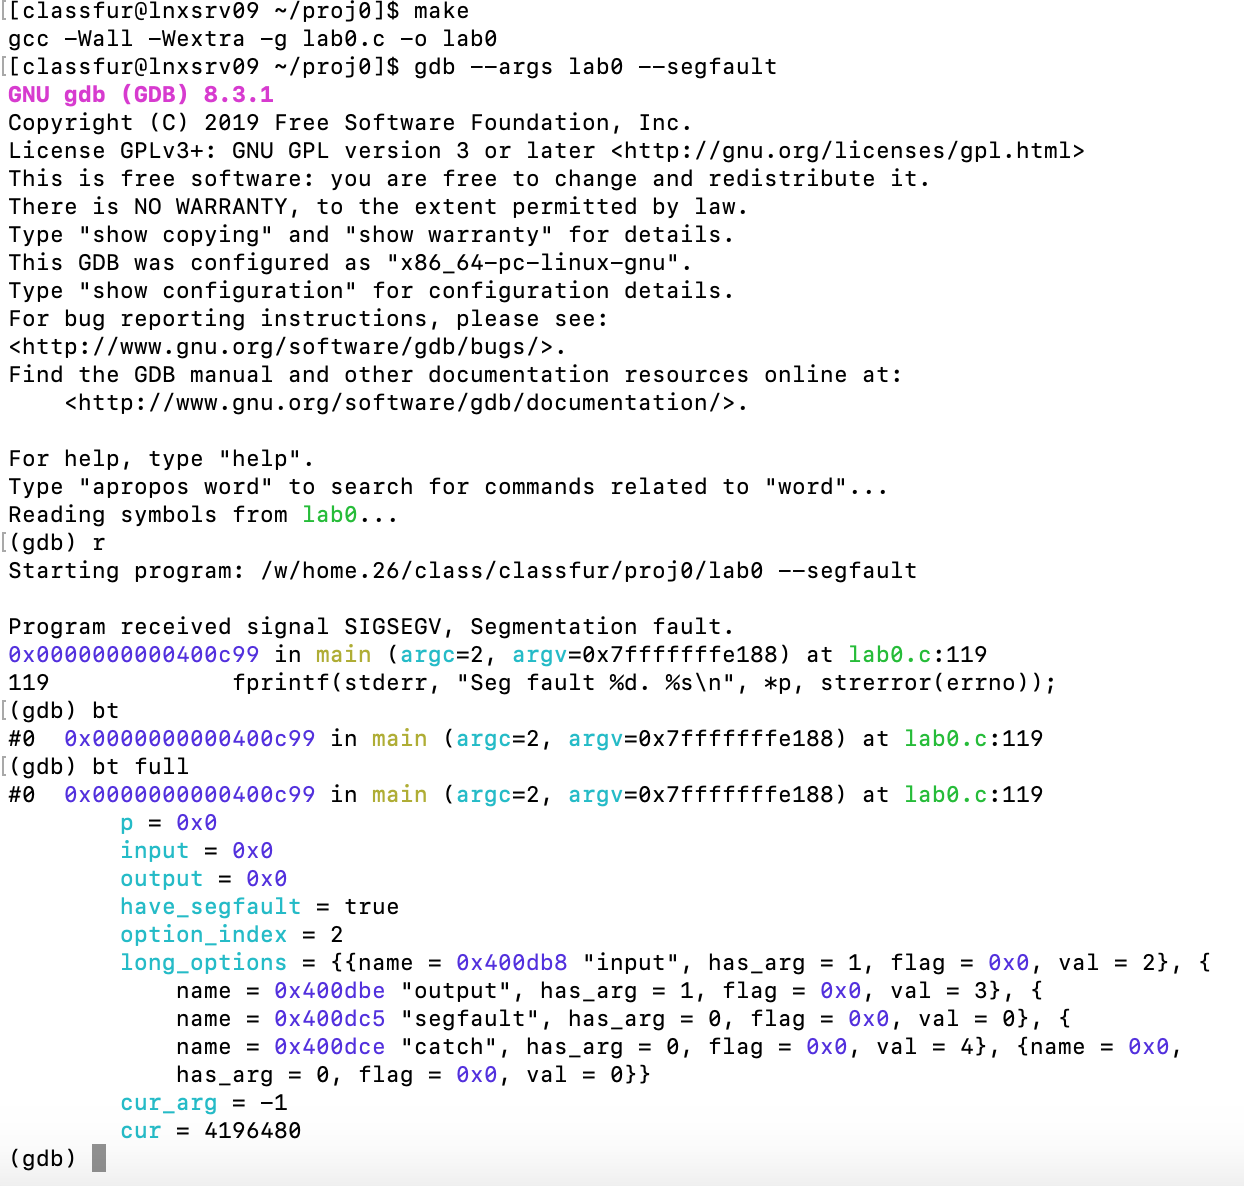 [[classfur@lnxsrv09 ~/proj0]$ make
gcc -Wall -Wextra -g lab0.c -o lab0
[[classfur@lnxsrv09 ~/proj0]$ gdb --args lab0 --segfault
GNU gdb (GDB) 8.3.1
Copyright (C) 2019 Free Software Foundation, Inc.
License GPLv3+: GNU GPL version 3 or later <http://gnu.org/licenses/gpl.html>
This is free software: you are free to change and redistribute it.
There is NO WARRANTY, to the extent permitted by law.
Type "show copying" and "show warranty" for details.
This GDB was configured as "x86_64-pc-linux-gnu".
Type "show configuration" for configuration details.
For bug reporting instructions, please see:
<http://www.gnu.org/software/gdb/bugs/>.
Find the GDB manual and other documentation resources online at:
    <http://www.gnu.org/software/gdb/documentation/>.

For help, type "help".
Type "apropos word" to search for commands related to "word"...
Reading symbols from lab0...
[(gdb) r
Starting program: /w/home.26/class/classfur/proj0/lab0 --segfault

Program received signal SIGSEGV, Segmentation fault.
0x0000000000400c99 in main (argc=2, argv=0x7fffffffe188) at lab0.c:119
119             fprintf(stderr, "Seg fault %d. %s\n", *p, strerror(errno));
[(gdb) bt
#0  0x0000000000400c99 in main (argc=2, argv=0x7fffffffe188) at lab0.c:119
[(gdb) bt full
#0  0x0000000000400c99 in main (argc=2, argv=0x7fffffffe188) at lab0.c:119
        p = 0x0
        input = 0x0
        output = 0x0
        have_segfault = true
        option_index = 2
        long_options = {{name = 0x400db8 "input", has_arg = 1, flag = 0x0, val = 2}, {
            name = 0x400dbe "output", has_arg = 1, flag = 0x0, val = 3}, {
            name = 0x400dc5 "segfault", has_arg = 0, flag = 0x0, val = 0}, {
            name = 0x400dce "catch", has_arg = 0, flag = 0x0, val = 4}, {name = 0x0,
            has_arg = 0, flag = 0x0, val = 0}}
        cur_arg = -1
        cur = 4196480
(gdb)